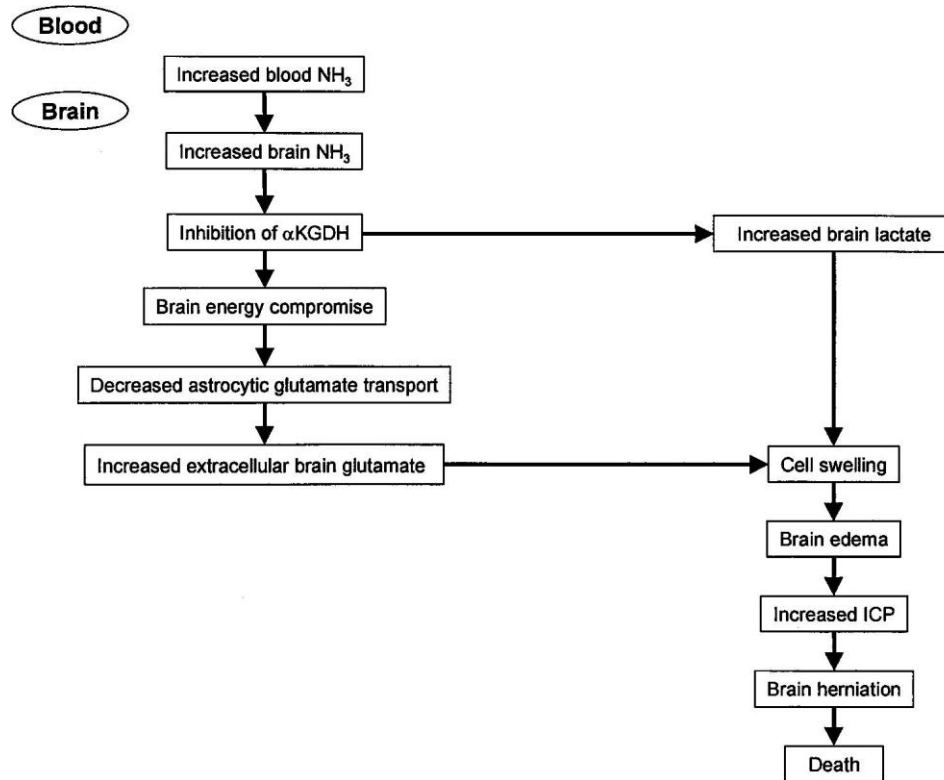 Blood
Increased blood NH₃
Brain
Increased brain NH₃
Inhibition of αKGDH
Increased brain lactate
Brain energy compromise
Decreased astrocytic glutamate transport
Increased extracellular brain glutamate
Cell swelling
Brain edema
Increased ICP
Brain herniation
Death